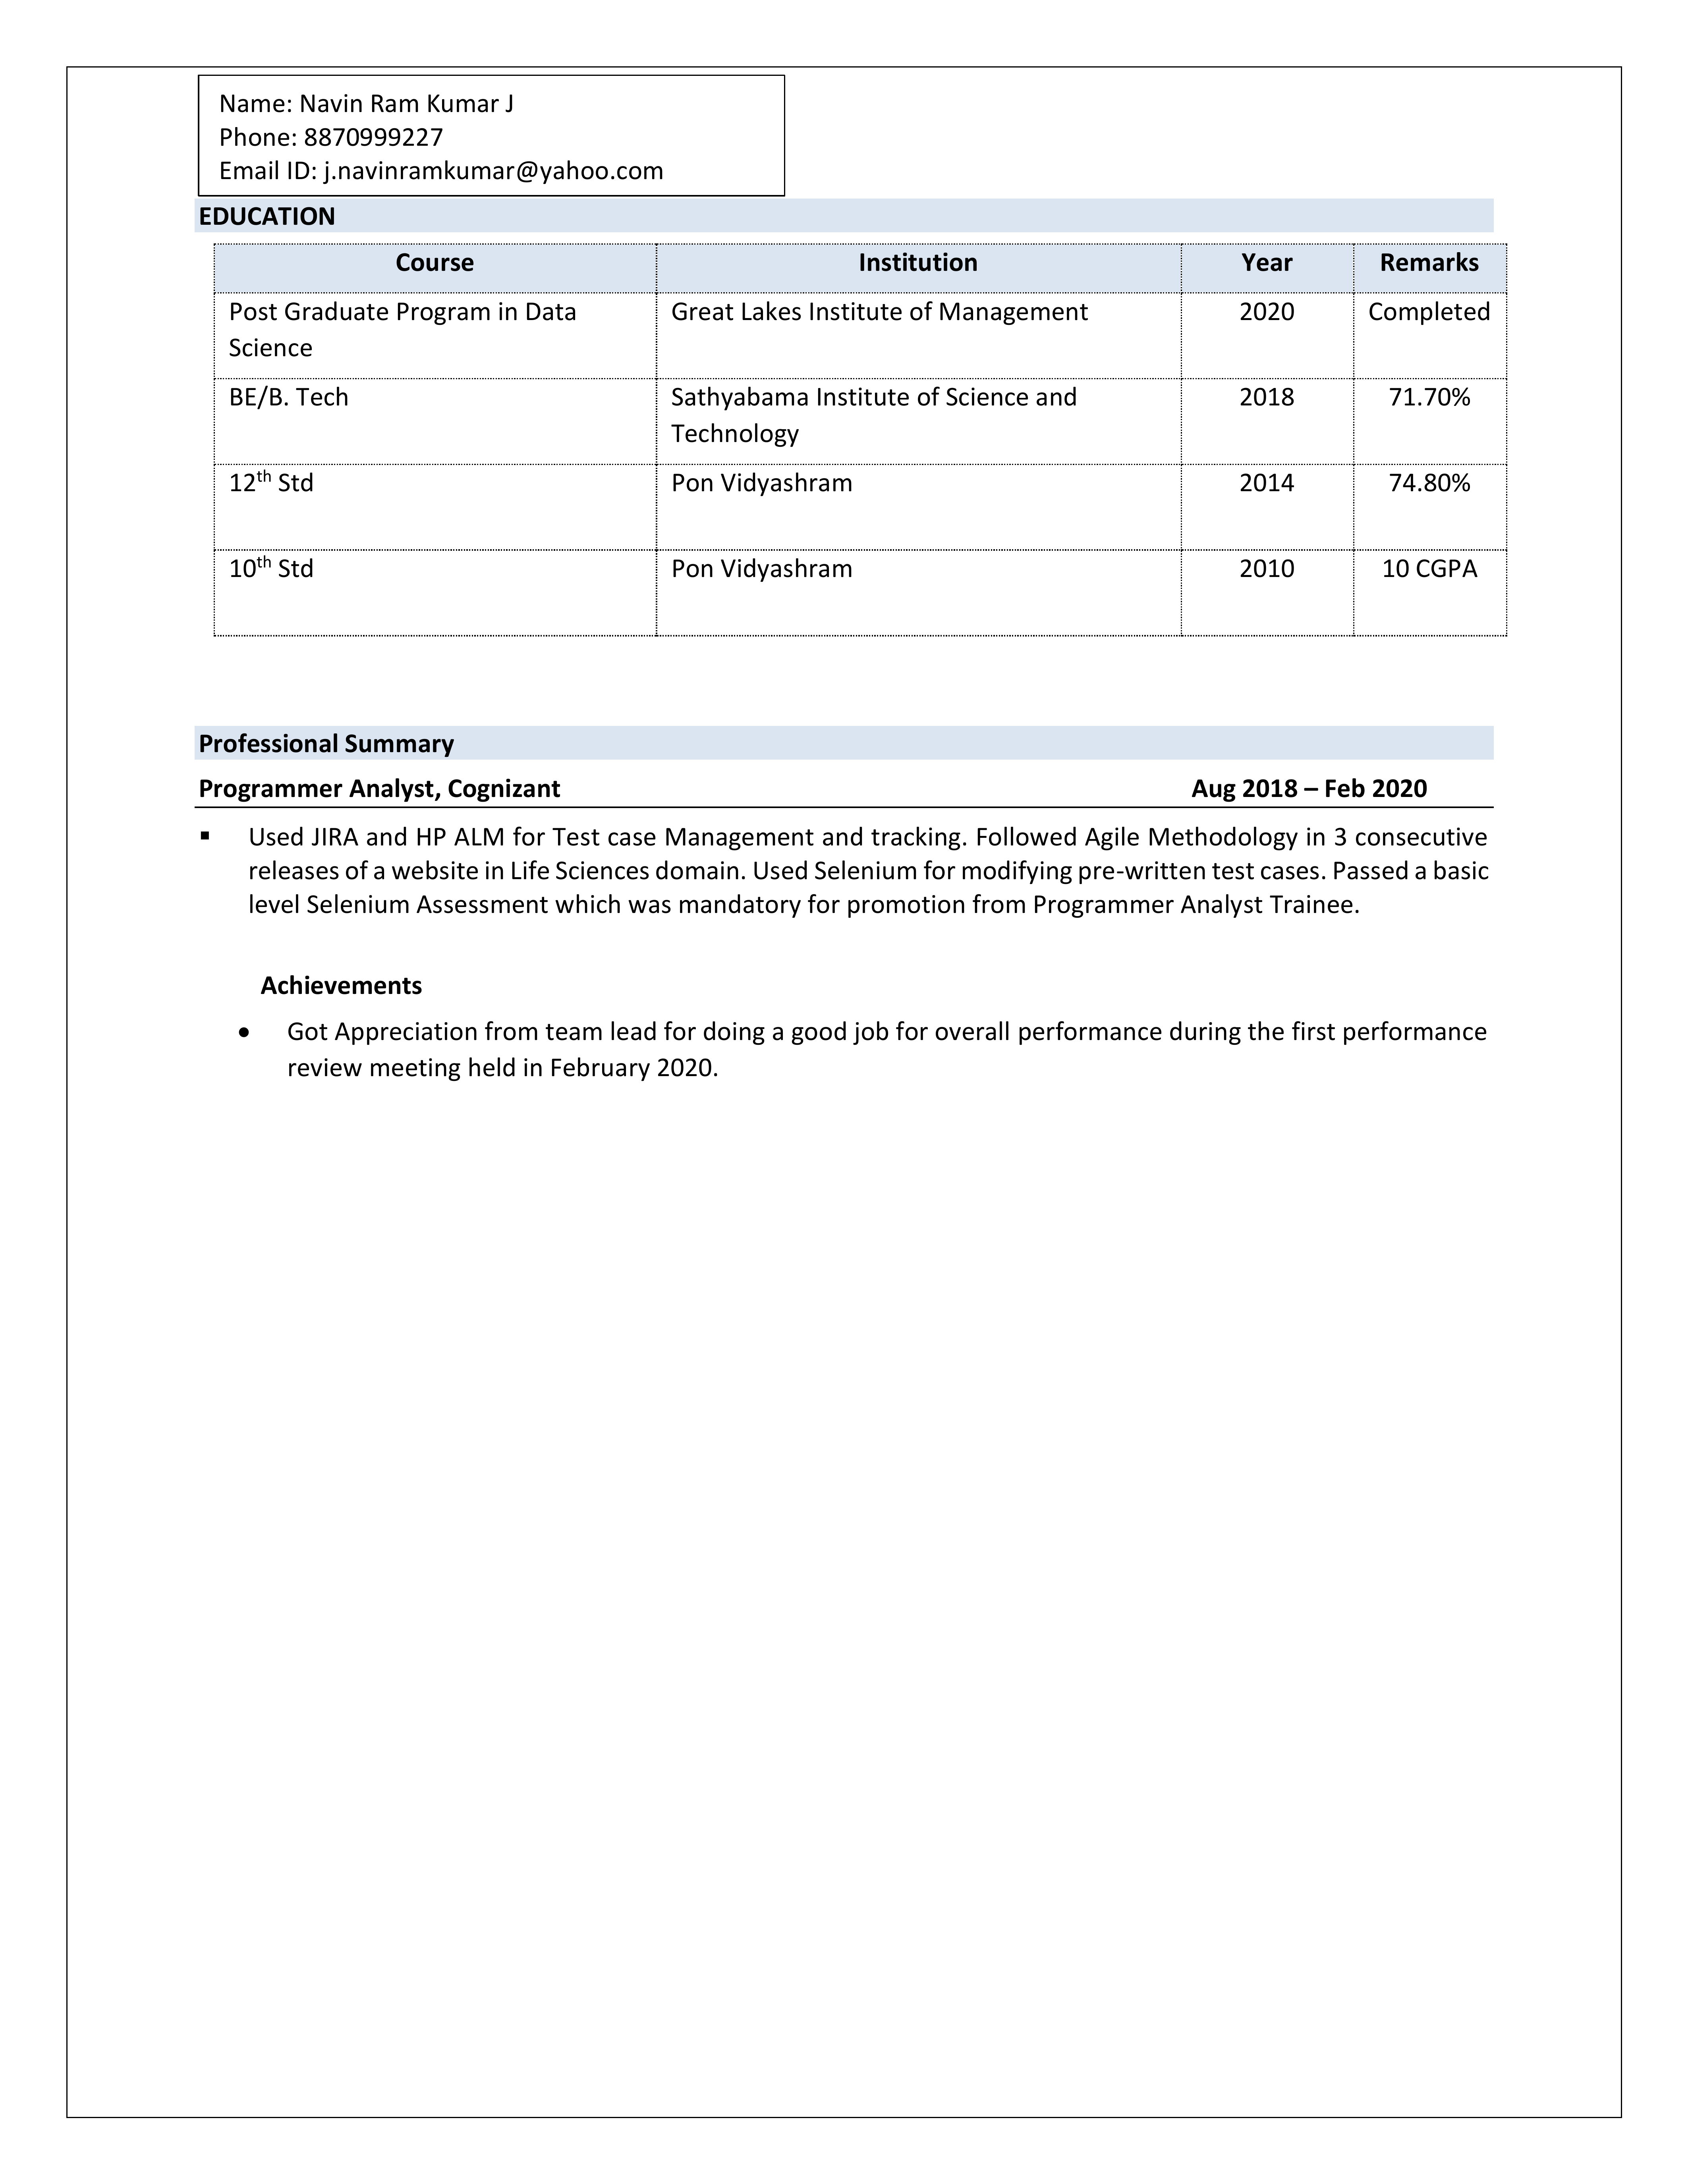 Name: Navin Ram Kumar J
Phone: 8870999227
Email ID: j.navinramkumar@yahoo.com
EDUCATION
Course Institution Year Remarks
Post Graduate Program in Data Great Lakes Institute of Management 2020 Completed
Science
BE/B. Tech Sathyabama Institute of Science and 2018 71.70%
Technology
12th Std Pon Vidyashram 2014 74.80%
10th Std Pon Vidyashram 2010 10 CGPA
Professional Summary
Programmer Analyst, Cognizant Aug 2018 – Feb 2020
▪ Used JIRA and HP ALM for Test case Management and tracking. Followed Agile Methodology in 3 consecutive
releases of a website in Life Sciences domain. Used Selenium for modifying pre-written test cases. Passed a basic
level Selenium Assessment which was mandatory for promotion from Programmer Analyst Trainee.
Achievements
• Got Appreciation from team lead for doing a good job for overall performance during the first performance
review meeting held in February 2020.